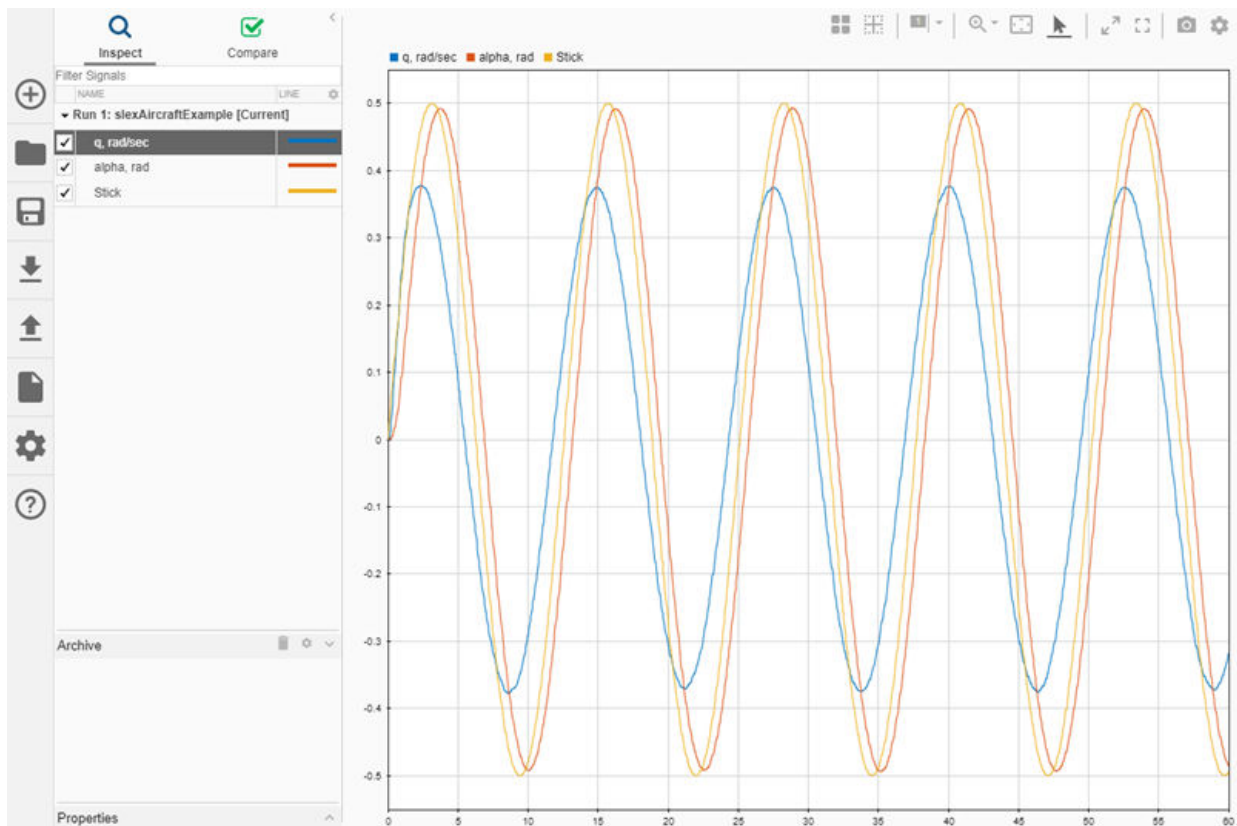 Inspect
Compare
Filter Signals
NAME
LINE
Run 1: slexAircraftExample [Current]
q, rad/sec
alpha, rad
Stick
Archive
Properties
1
q, rad/sec alpha, rad Stick
0.5
0.4
0.3
0.2
0.1
0
-0.1
-0.2
-0.3
-0.4
-0.5
0 5 10 15 20 25 30 35 40 45 50 55 60